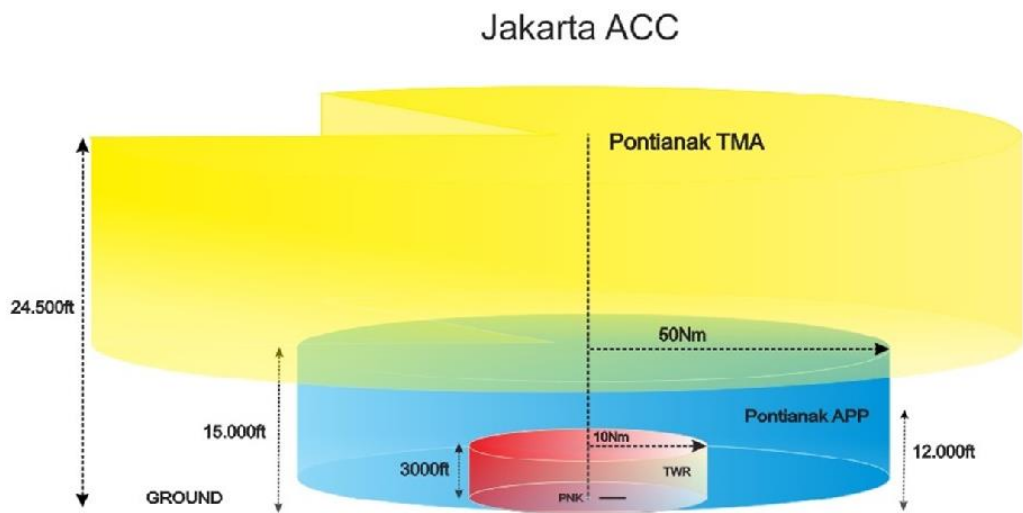 Jakarta ACC
Pontianak TMA
24.500ft
50Nm
Pontianak APP
15.000ft
10Nm
12.000ft
3000ft
TWR
GROUND
PNK